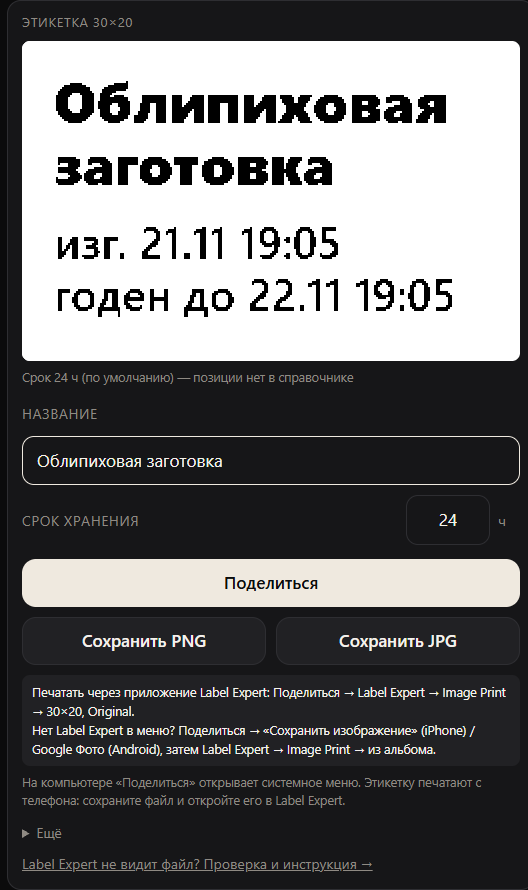 ЭТИКЕТКА 30×20
Облипиховая
заготовка
изг. 21.11 19:05
годен до 22.11 19:05
Срок 24 ч (по умолчанию) — позиции нет в справочнике
НАЗВАНИЕ
Облипиховая заготовка
СРОК ХРАНЕНИЯ 24 ч
Поделиться
Сохранить PNG Сохранить JPG
Печатать через приложение Label Expert: Поделиться → Label Expert → Image Print
→ 30×20, Original.
Нет Label Expert в меню? Поделиться → «Сохранить изображение» (iPhone) /
Google Фото (Android), затем Label Expert → Image Print → из альбома.
На компьютере «Поделиться» открывает системное меню. Этикетку печатают с
телефона: сохраните файл и откройте его в Label Expert.
▶ Ещё
Label Expert не видит файл? Проверка и инструкция →